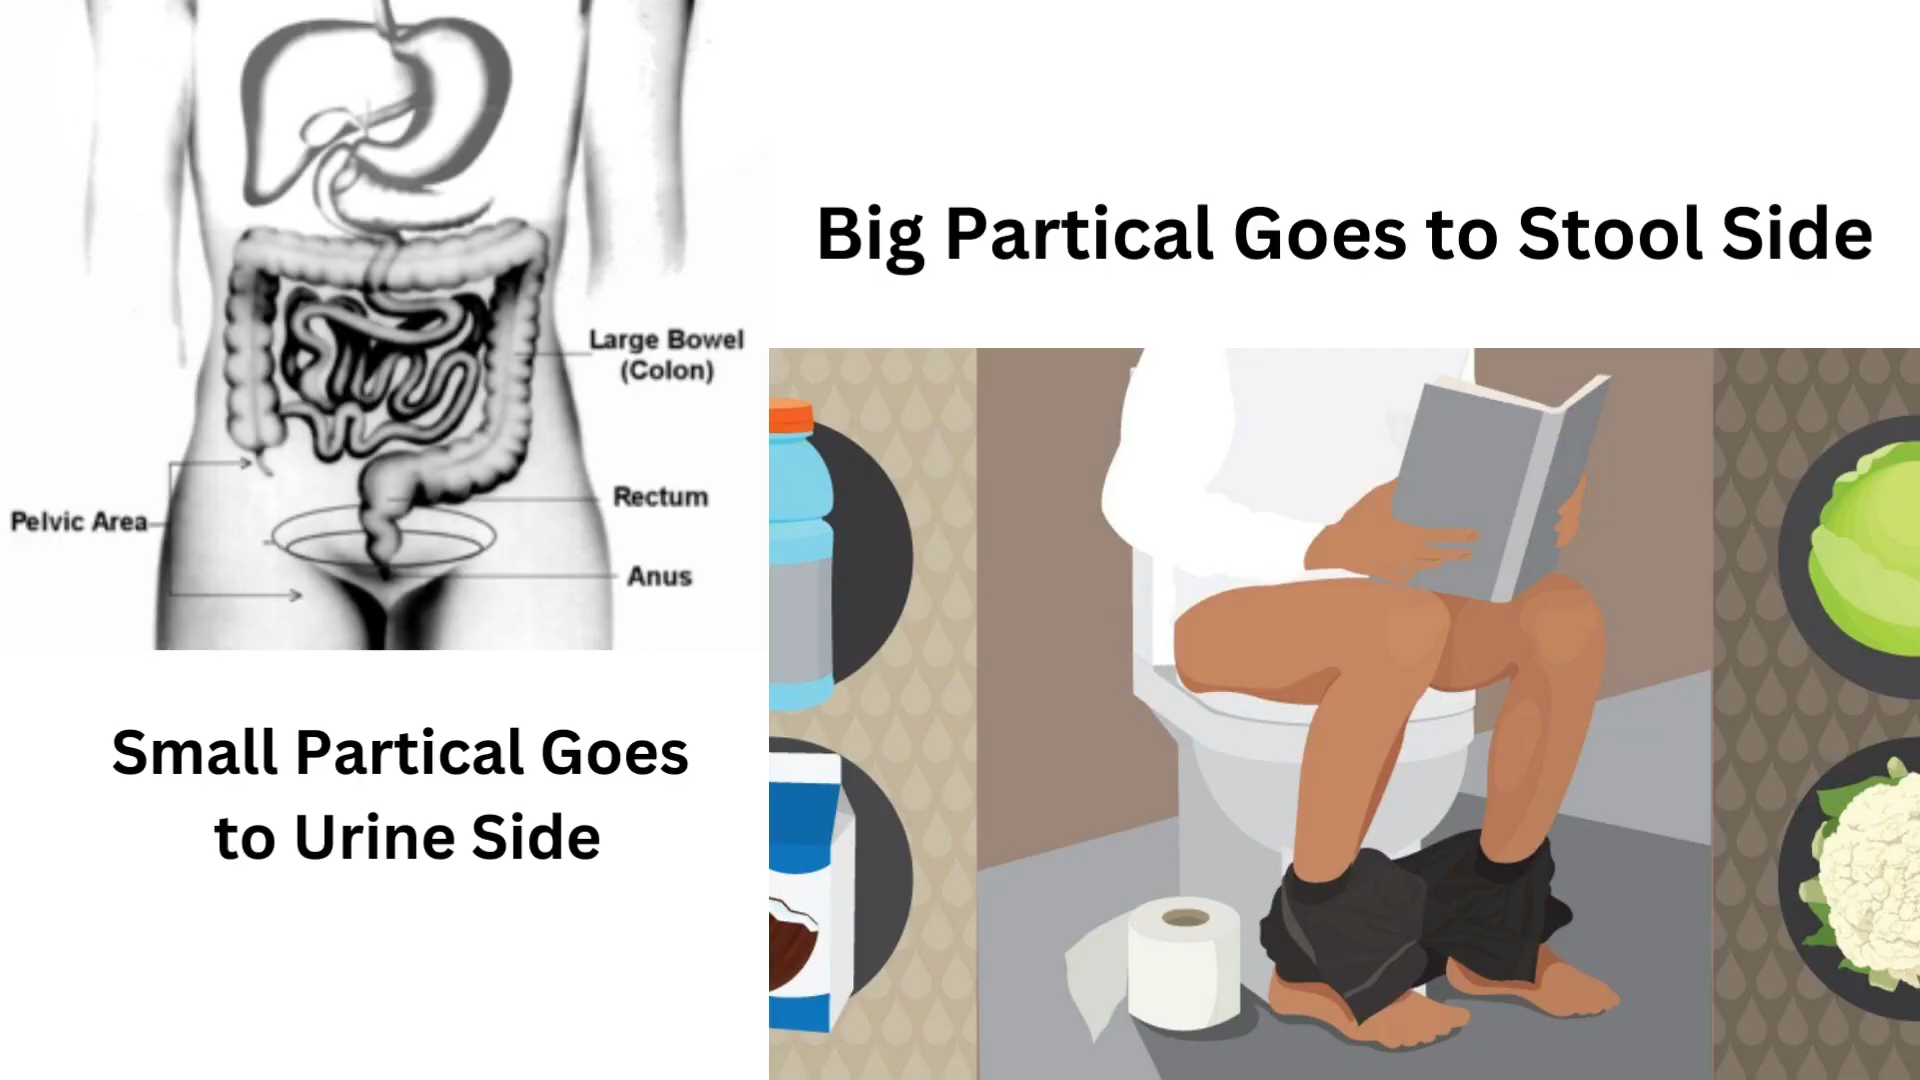 Big Partical Goes to Stool Side
Large Bowel
(Colon)
Rectum
Pelvic Area
Anus
Small Partical Goes
to Urine Side